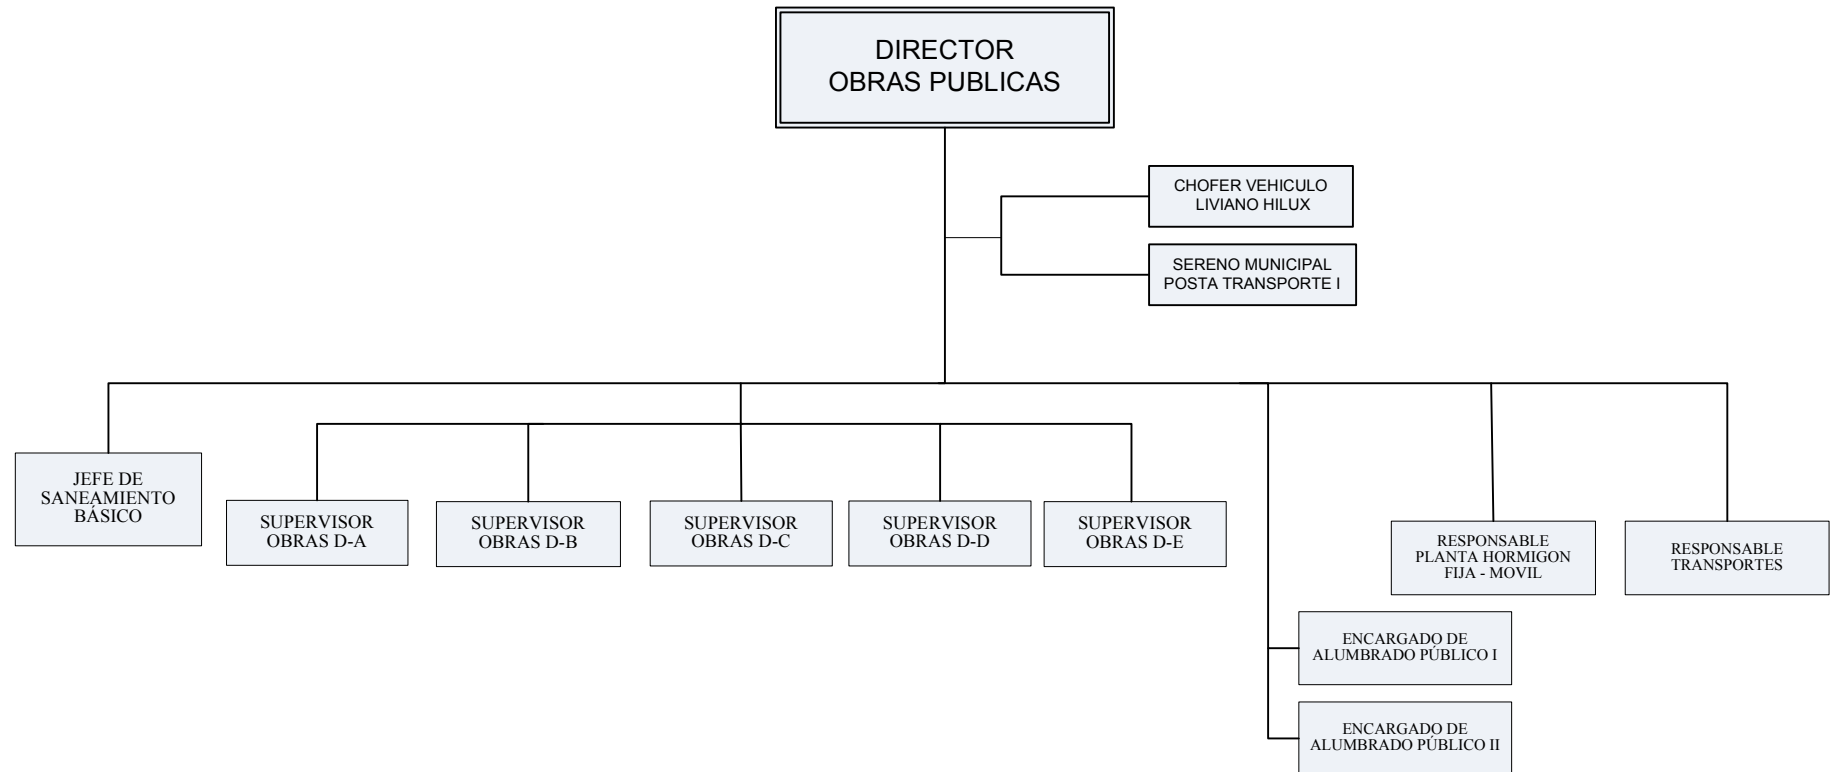 DIRECTOR
OBRAS PUBLICAS
CHOFER VEHICULO
LIVIANO HILUX
SERENO MUNICIPAL
POSTA TRANSPORTE I
JEFE DE
SANEAMIENTO
BÁSICO
SUPERVISOR
OBRAS D-A
SUPERVISOR
OBRAS D-B
SUPERVISOR
OBRAS D-C
SUPERVISOR
OBRAS D-D
SUPERVISOR
OBRAS D-E
RESPONSABLE
PLANTA HORMIGON
FIJA - MOVIL
RESPONSABLE
TRANSPORTES
ENCARGADO DE
ALUMBRADO PÚBLICO I
ENCARGADO DE
ALUMBRADO PÚBLICO II